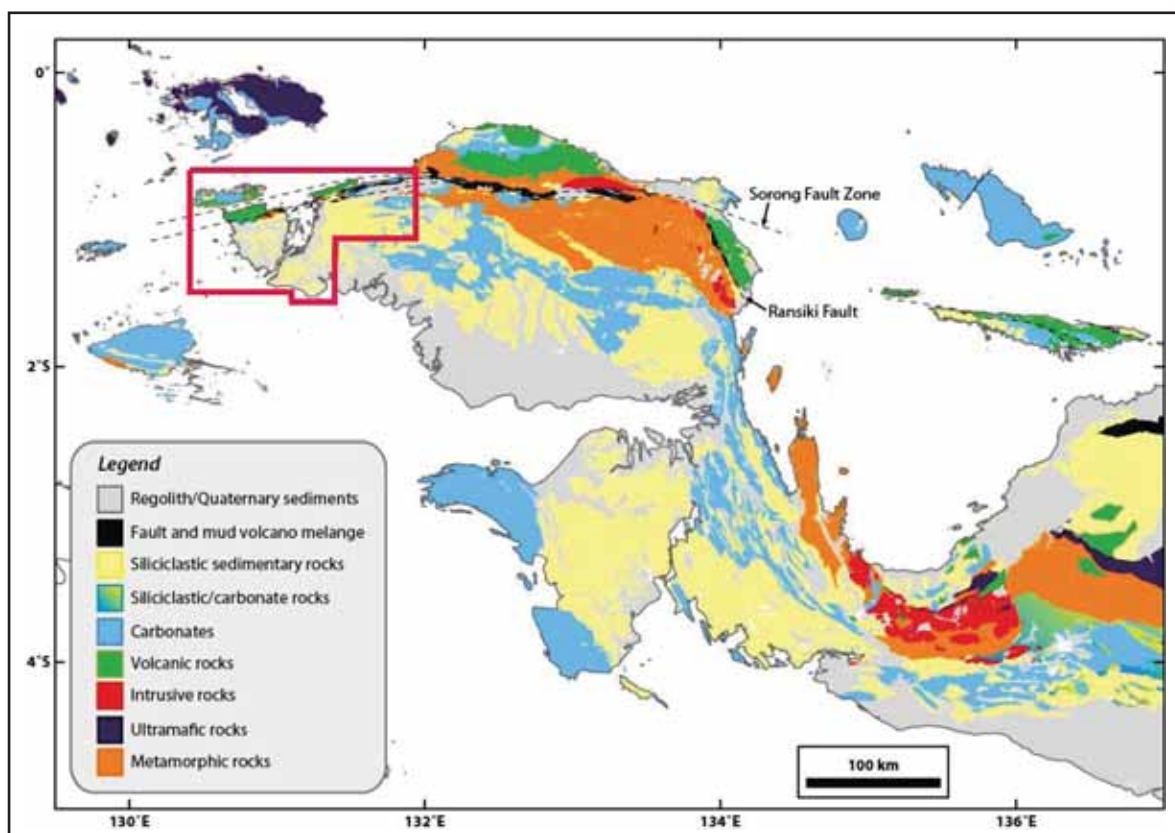 0°
Sorong Fault Zone
Ransiki Fault
2°S
Legend
Regolith/Quaternary sediments
Fault and mud volcano melange
Siliciclastic sedimentary rocks
Siliciclastic/carbonate rocks
Carbonates
Volcanic rocks
Intrusive rocks
Ultramafic rocks
Metamorphic rocks
4°S
100 km
130°E 132°E 134°E 136°E